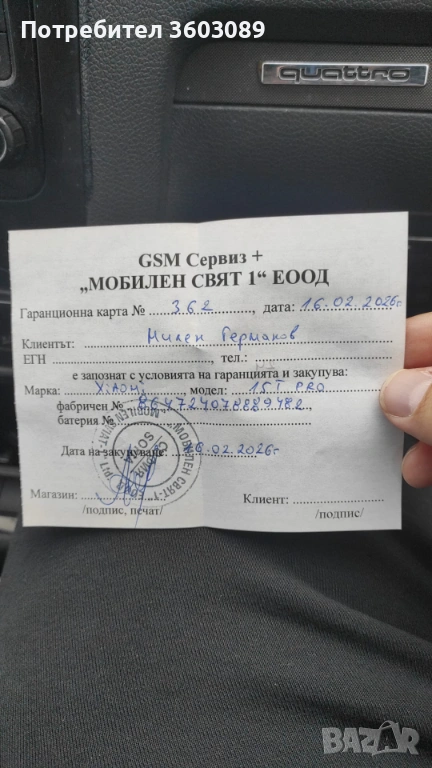 Потребител 3603089
quattro
GSM Сервиз +
„МОБИЛЕН СВЯТ 1“ ЕООД
Гаранционна карта № 362, дата: 16.02.2026г
Клиентът: Милен Германов
ЕГН тел.:
е запознат с условията на гаранцията и закупува:
Марка: XIAOMI модел: 15T PRO
фабричен №
батерия №
Дата на закупуване: 16.02.2026г
Магазин: Клиент:
/подпис, печат/ /подпис/
BAZAR